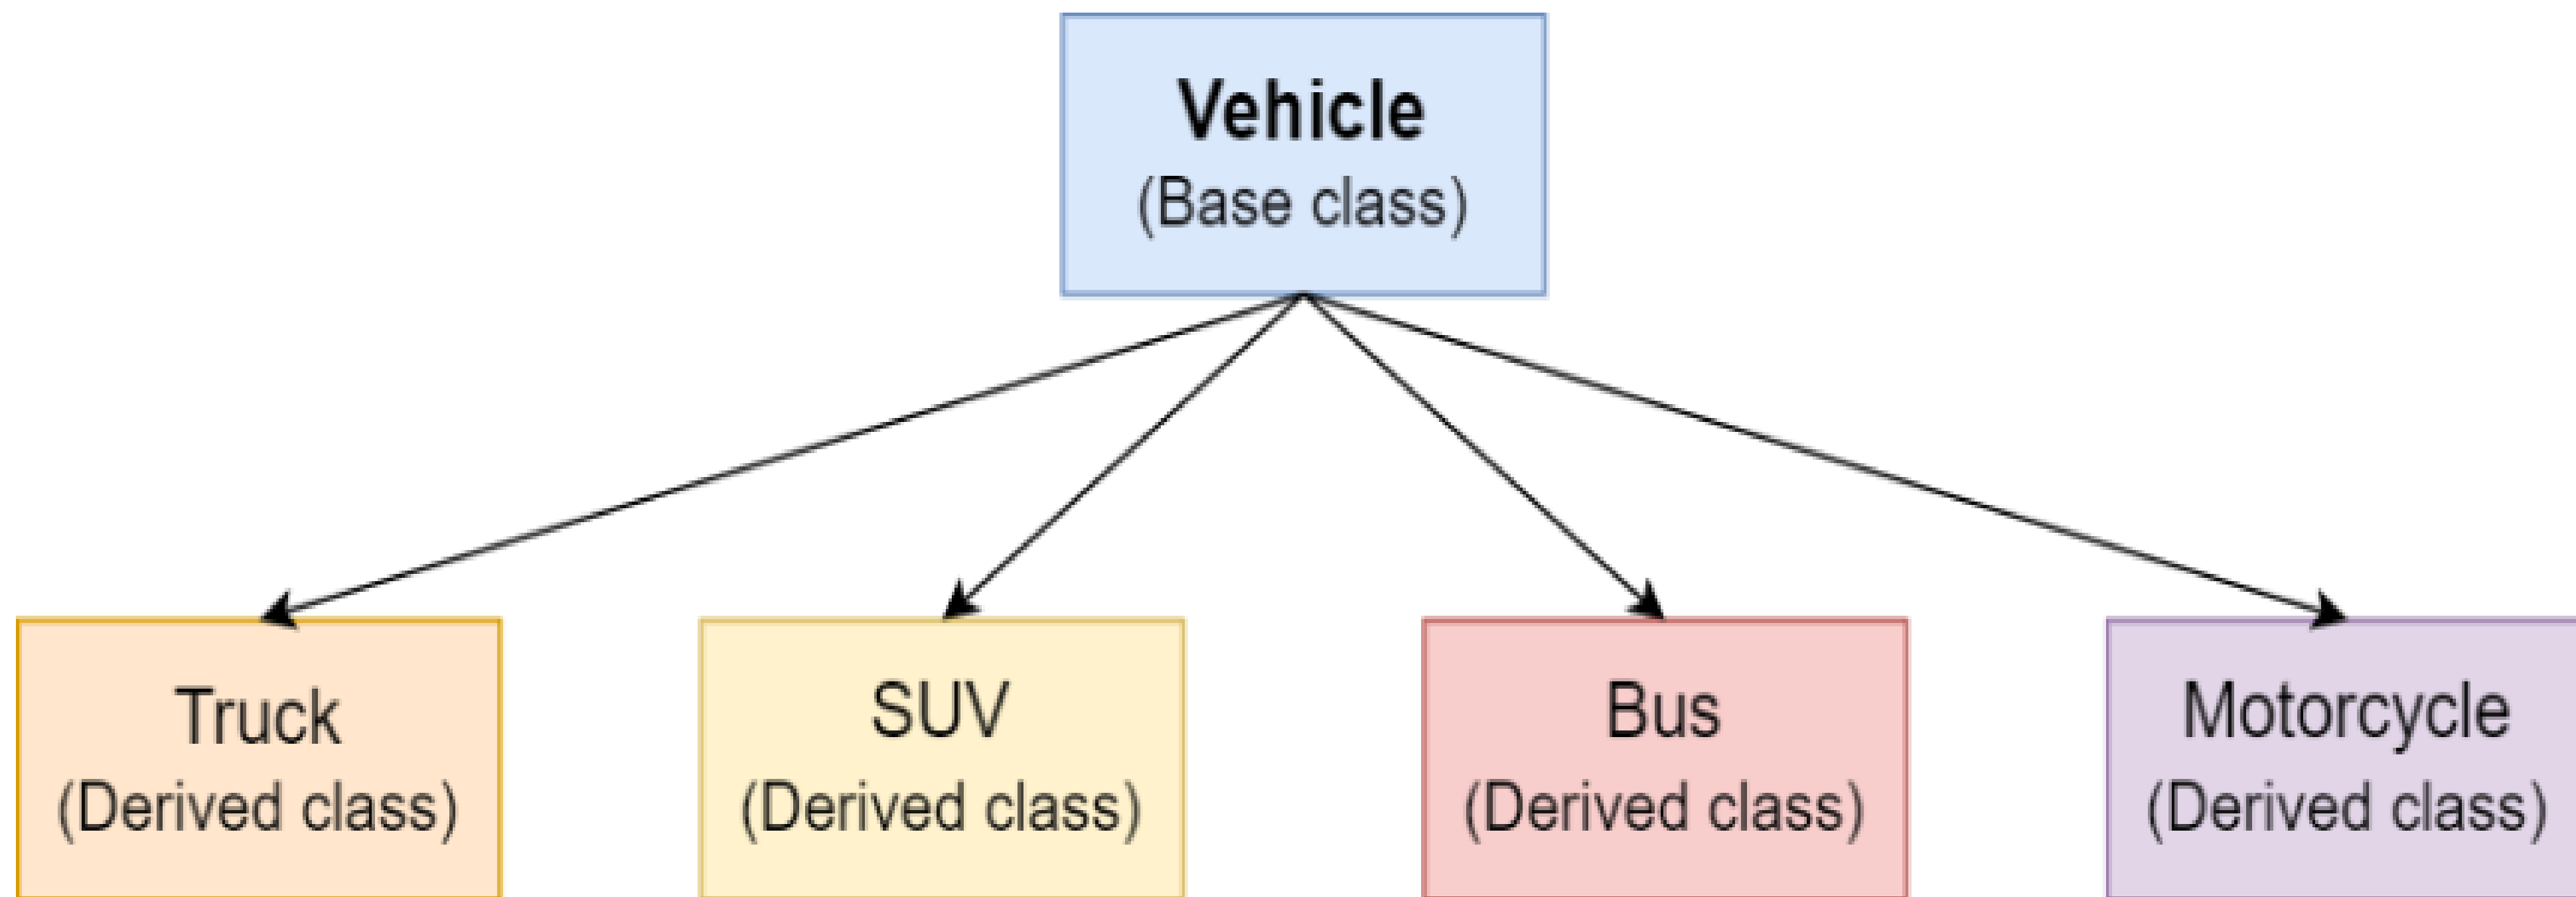 Vehicle
(Base class)
Truck
(Derived class)
SUV
(Derived class)
Bus
(Derived class)
Motorcycle
(Derived class)